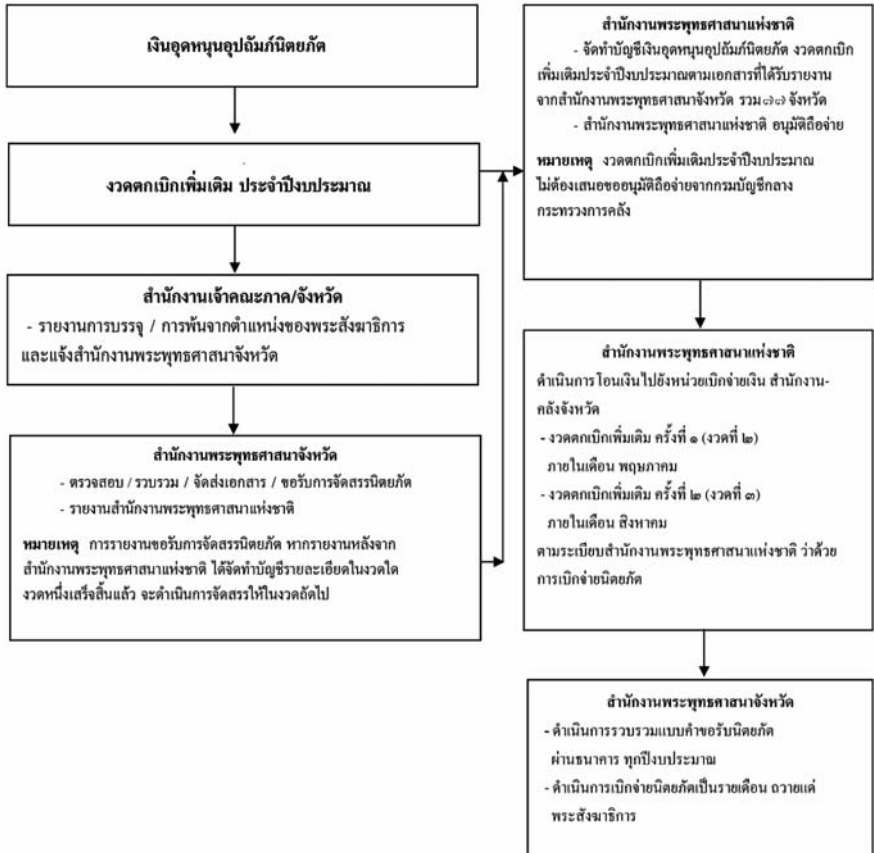 เงินอุดหนุนอุปถัมภ์นิตยภัต
งวดตกเบิกเพิ่มเติม ประจำปีงบประมาณ
สำนักงานเจ้าคณะภาค/จังหวัด
- รายงานการบรรจุ / การพ้นจากตำแหน่งของพระสังฆาธิการ
และแจ้งสำนักงานพระพุทธศาสนาจังหวัด
สำนักงานพระพุทธศาสนาจังหวัด
- ตรวจสอบ / รวบรวม / จัดส่งเอกสาร / ขอรับการจัดสรรนิตยภัต
- รายงานสำนักงานพระพุทธศาสนาแห่งชาติ
หมายเหตุ การรายงานขอรับการจัดสรรนิตยภัต หากรายงานหลังจาก
สำนักงานพระพุทธศาสนาแห่งชาติ ได้จัดทำบัญชีรายละเอียดในงวดใด
งวดหนึ่งเสร็จสิ้นแล้ว จะดำเนินการจัดสรรให้ในงวดถัดไป
สำนักงานพระพุทธศาสนาแห่งชาติ
- จัดทำบัญชีเงินอุดหนุนอุปถัมภ์นิตยภัต งวดตกเบิก
เพิ่มเติมประจำปีงบประมาณตามเอกสารที่ได้รับรายงาน
จากสำนักงานพระพุทธศาสนาจังหวัด รวม ๗๗ จังหวัด
- สำนักงานพระพุทธศาสนาแห่งชาติ อนุมัติถือจ่าย
หมายเหตุ งวดตกเบิกเพิ่มเติมประจำปีงบประมาณ
ไม่ต้องเสนอขออนุมัติถือจ่ายจากกรมบัญชีกลาง
กระทรวงการคลัง
สำนักงานพระพุทธศาสนาแห่งชาติ
ดำเนินการโอนเงินไปยังหน่วยเบิกจ่ายเงิน สำนักงาน-
คลังจังหวัด
- งวดตกเบิกเพิ่มเติม ครั้งที่ ๑ (งวดที่ ๒)
ภายในเดือน พฤษภาคม
- งวดตกเบิกเพิ่มเติม ครั้งที่ ๒ (งวดที่ ๓)
ภายในเดือน สิงหาคม
ตามระเบียบสำนักงานพระพุทธศาสนาแห่งชาติ ว่าด้วย
การเบิกจ่ายนิตยภัต
สำนักงานพระพุทธศาสนาจังหวัด
- ดำเนินการรวบรวมแบบคำขอรับนิตยภัต
ผ่านธนาคาร ทุกปีงบประมาณ
- ดำเนินการเบิกจ่ายนิตยภัตเป็นรายเดือน ถวายแด่
พระสังฆาธิการ